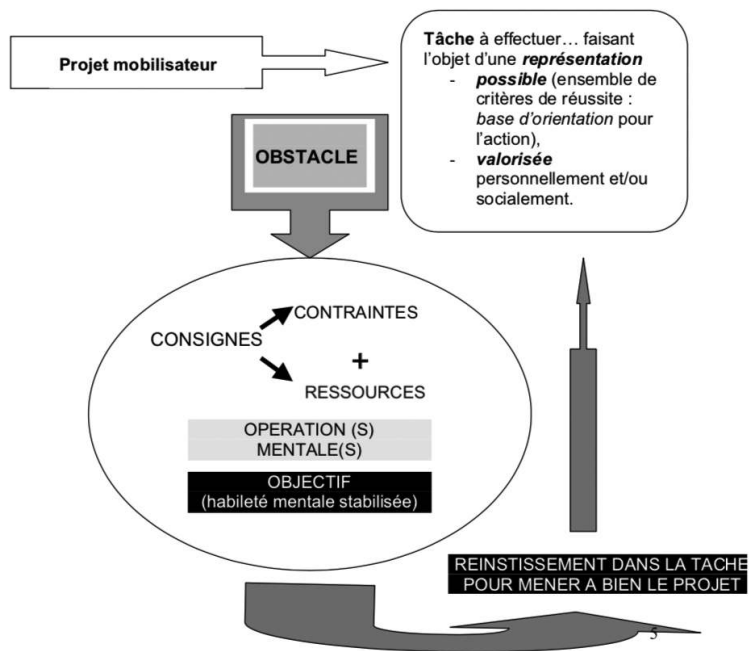 Projet mobilisateur
Tâche à effectuer… faisant
l'objet d'une représentation
- possible (ensemble de
critères de réussite :
base d'orientation pour
l'action),
- valorisée
personnellement et/ou
socialement.
OBSTACLE
CONTRAINTES
CONSIGNES
+
RESSOURCES
OPERATION (S)
MENTALE(S)
OBJECTIF
(habileté mentale stabilisée)
REINSTISSEMENT DANS LA TACHE
POUR MENER A BIEN LE PROJET
5